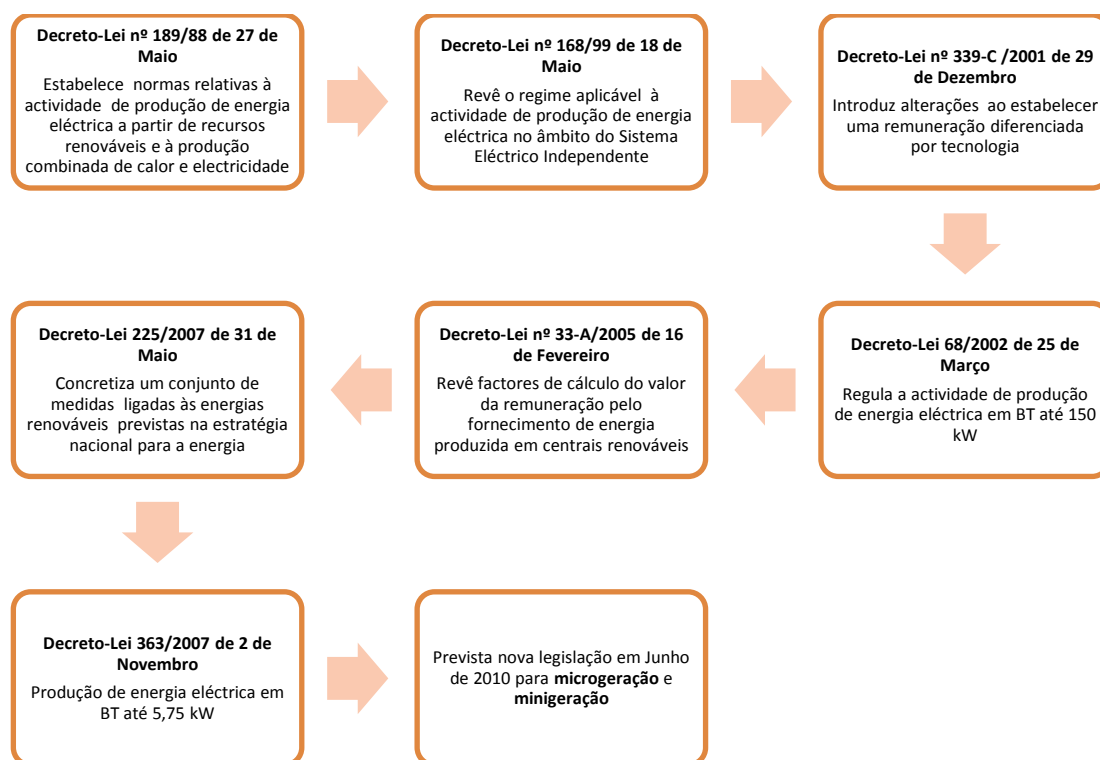 Decreto-Lei nº 189/88 de 27 de
Maio
Estabelece normas relativas à
actividade de produção de energia
eléctrica a partir de recursos
renováveis e à produção
combinada de calor e electricidade
Decreto-Lei nº 168/99 de 18 de
Maio
Revê o regime aplicável à
actividade de produção de energia
eléctrica no âmbito do Sistema
Eléctrico Independente
Decreto-Lei nº 339-C /2001 de 29
de Dezembro
Introduz alterações ao estabelecer
uma remuneração diferenciada
por tecnologia
Decreto-Lei 68/2002 de 25 de
Março
Regula a actividade de produção
de energia eléctrica em BT até 150
kW
Decreto-Lei nº 33-A/2005 de 16
de Fevereiro
Revê factores de cálculo do valor
da remuneração pelo
fornecimento de energia
produzida em centrais renováveis
Decreto-Lei 225/2007 de 31 de
Maio
Concretiza um conjunto de
medidas ligadas às energias
renováveis previstas na estratégia
nacional para a energia
Decreto-Lei 363/2007 de 2 de
Novembro
Produção de energia eléctrica em
BT até 5,75 kW
Prevista nova legislação em Junho
de 2010 para microgeração e
minigeração